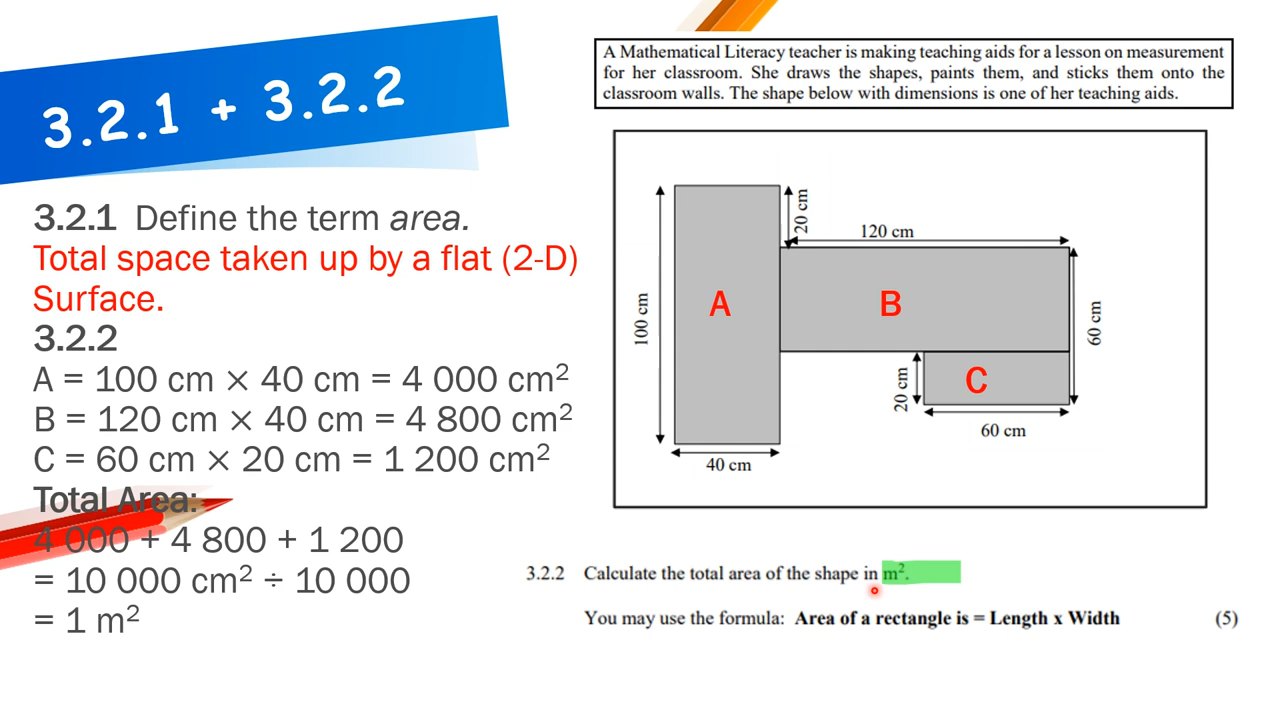 3.2.1 + 3.2.2
A Mathematical Literacy teacher is making teaching aids for a lesson on measurement
for her classroom. She draws the shapes, paints them, and sticks them onto the
classroom walls. The shape below with dimensions is one of her teaching aids.
3.2.1 Define the term area.
Total space taken up by a flat (2-D)
Surface.
3.2.2
A = 100 cm × 40 cm = 4 000 cm²
B = 120 cm × 40 cm = 4 800 cm²
C = 60 cm × 20 cm = 1 200 cm²
Total Area:
4 000 + 4 800 + 1 200
= 10 000 cm² ÷ 10 000
= 1 m²
20 cm
120 cm
100 cm
A
B
60 cm
20 cm
C
60 cm
40 cm
3.2.2 Calculate the total area of the shape in m².
You may use the formula: Area of a rectangle is = Length x Width (5)